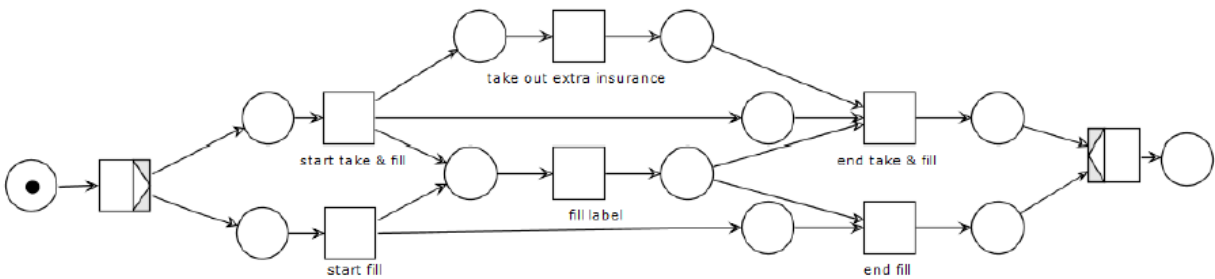 take out extra insurance
start take & fill
end take & fill
fill label
start fill
end fill